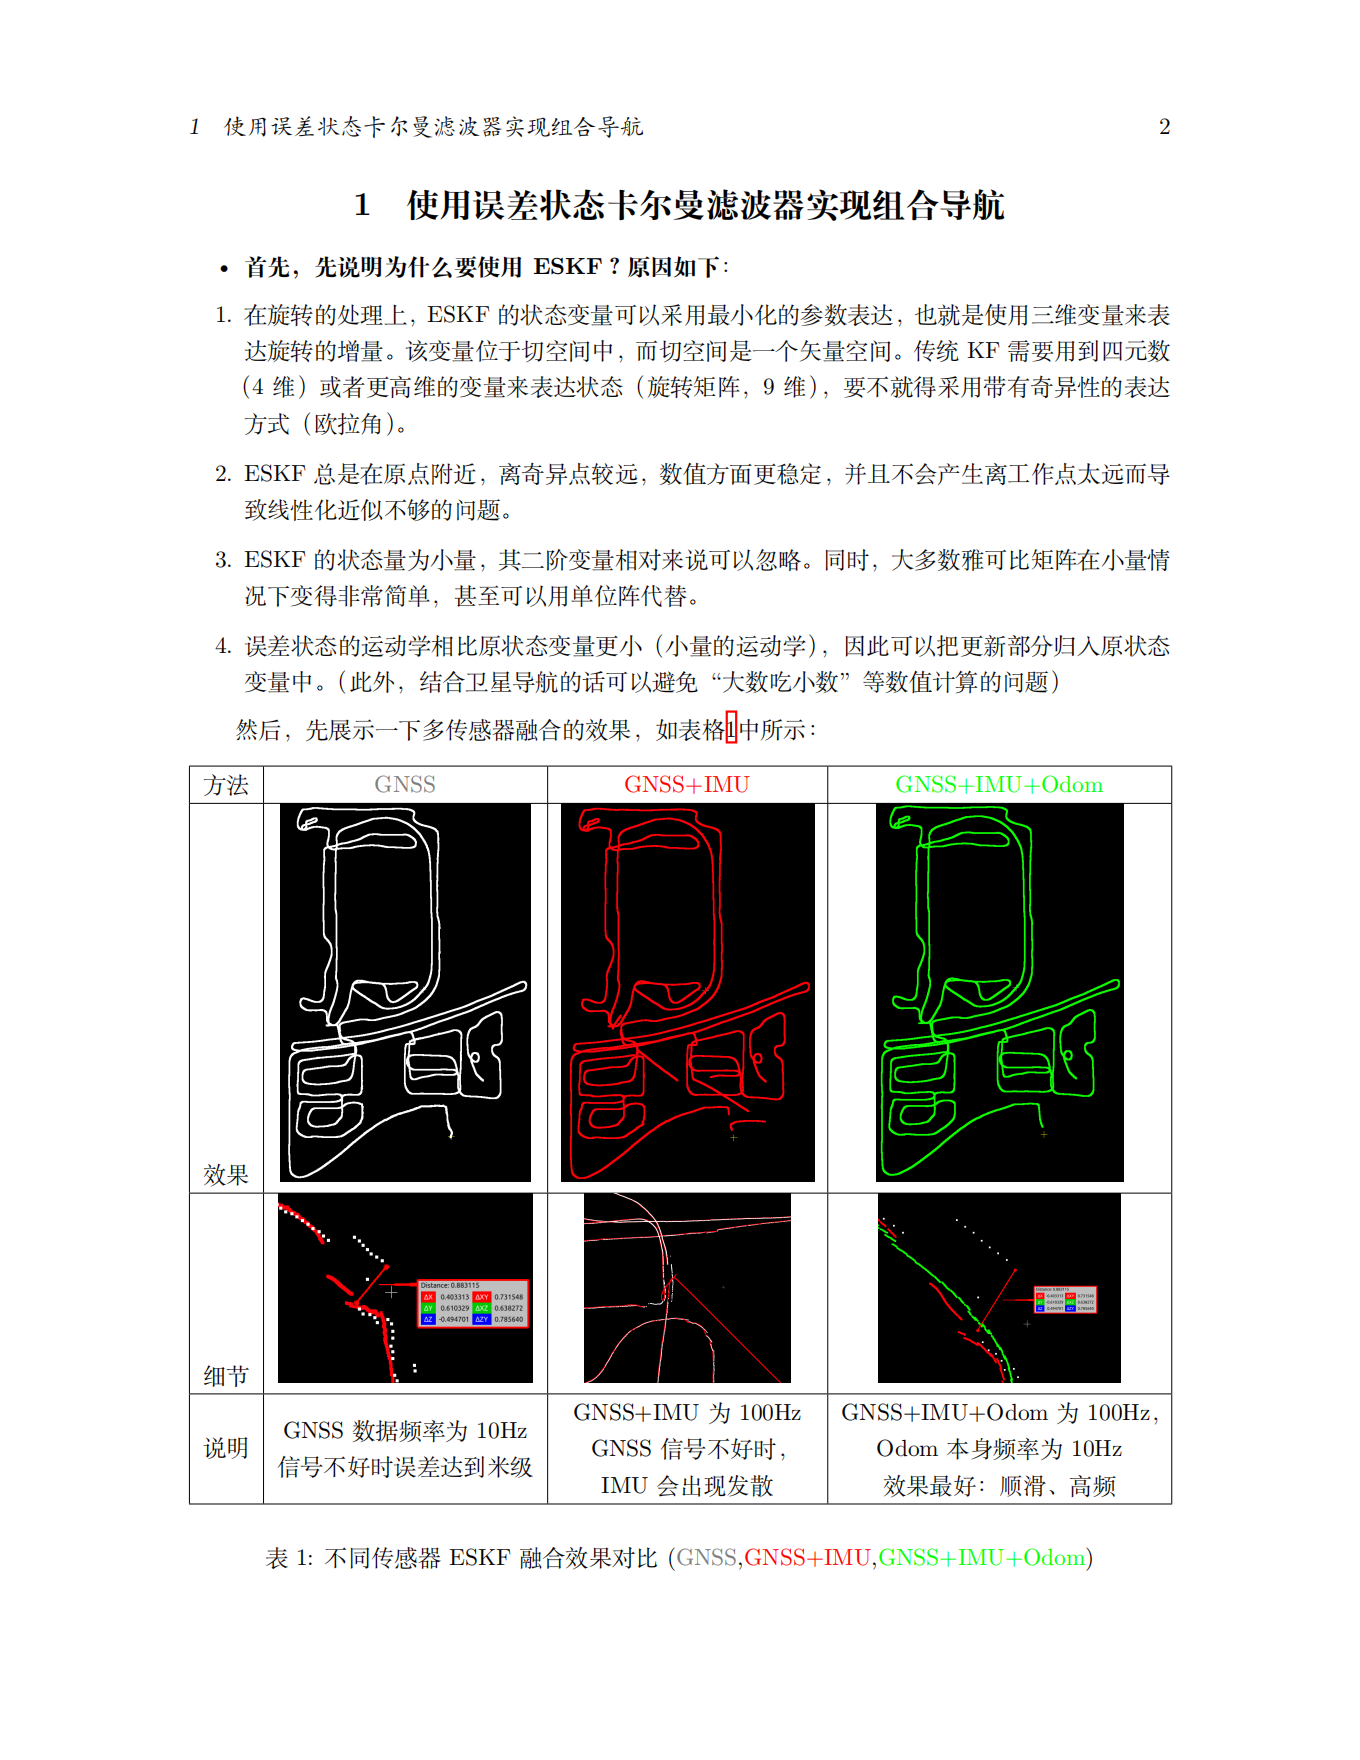 1 使用误差状态卡尔曼滤波器实现组合导航 2
1 使用误差状态卡尔曼滤波器实现组合导航
• 首先，先说明为什么要使用 ESKF？原因如下：
1. 在旋转的处理上，ESKF 的状态变量可以采用最小化的参数表达，也就是使用三维变量来表
达旋转的增量。该变量位于切空间中，而切空间是一个矢量空间。传统 KF 需要用到四元数
（4 维）或者更高维的变量来表达状态（旋转矩阵，9 维），要不就得采用带有奇异性的表达
方式（欧拉角）。
2. ESKF 总是在原点附近，离奇异点较远，数值方面更稳定，并且不会产生离工作点太远而导
致线性化近似不够的问题。
3. ESKF 的状态量为小量，其二阶变量相对来说可以忽略。同时，大多数雅可比矩阵在小量情
况下变得非常简单，甚至可以用单位阵代替。
4. 误差状态的运动学相比原状态变量更小（小量的运动学），因此可以把更新部分归入原状态
变量中。（此外，结合卫星导航的话可以避免“大数吃小数”等数值计算的问题）
然后，先展示一下多传感器融合的效果，如表格1中所示：
方法 GNSS GNSS+IMU GNSS+IMU+Odom
效果
细节
Distance: 0.883115
ΔX 0.403313 ΔXY 0.731548
ΔY 0.610329 ΔXZ 0.638272
ΔZ -0.494701 ΔZY 0.785640
说明
GNSS 数据频率为 10Hz
信号不好时误差达到米级
GNSS+IMU 为 100Hz
GNSS 信号不好时，
IMU 会出现发散
GNSS+IMU+Odom 为 100Hz，
Odom 本身频率为 10Hz
效果最好：顺滑、高频
表 1: 不同传感器 ESKF 融合效果对比 (GNSS,GNSS+IMU,GNSS+IMU+Odom)